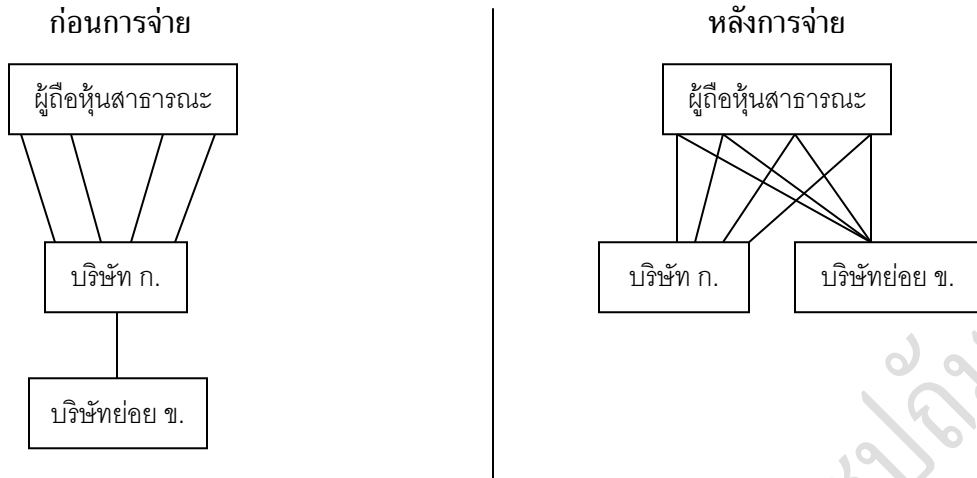 ก่อนการจ่าย
ผู้ถือหุ้นสาธารณะ
บริษัท ก.
บริษัทย่อย ข.
หลังการจ่าย
ผู้ถือหุ้นสาธารณะ
บริษัท ก.
บริษัทย่อย ข.